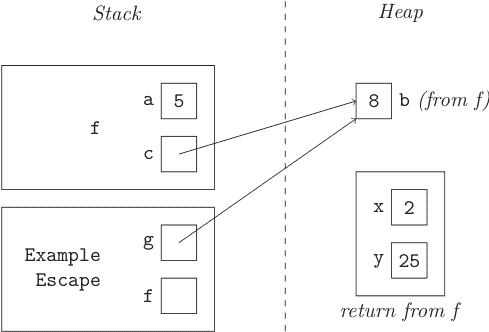 Stack
Heap
a 5
f
c
8 b (from f)
g
Example
Escape
f
x 2
y 25
return from f